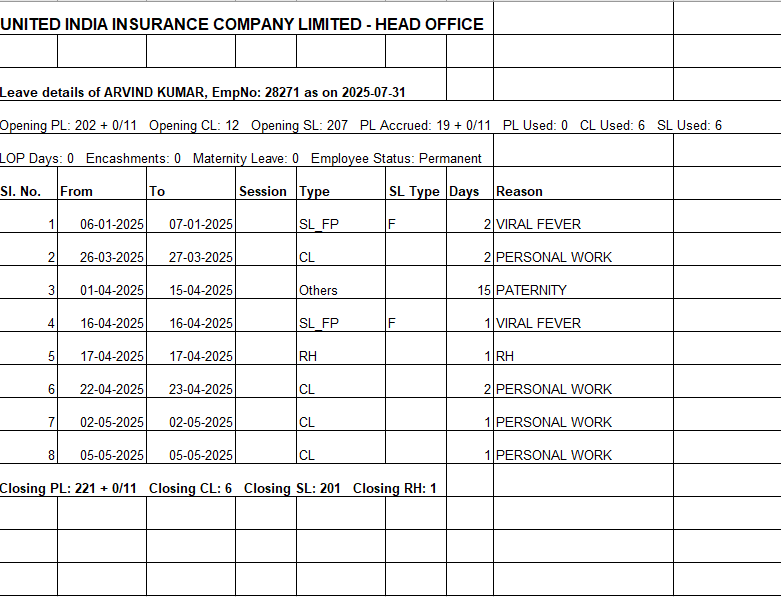 UNITED INDIA INSURANCE COMPANY LIMITED - HEAD OFFICE
Leave details of ARVIND KUMAR, EmpNo: 28271 as on 2025-07-31
Opening PL: 202 + 0/11 Opening CL: 12 Opening SL: 207 PL Accrued: 19 + 0/11 PL Used: 0 CL Used: 6 SL Used: 6
LOP Days: 0 Encashments: 0 Maternity Leave: 0 Employee Status: Permanent
Sl. No. From To Session Type SL Type Days Reason
1 06-01-2025 07-01-2025 SL_FP F 2 VIRAL FEVER
2 26-03-2025 27-03-2025 CL 2 PERSONAL WORK
3 01-04-2025 15-04-2025 Others 15 PATERNITY
4 16-04-2025 16-04-2025 SL_FP F 1 VIRAL FEVER
5 17-04-2025 17-04-2025 RH 1 RH
6 22-04-2025 23-04-2025 CL 2 PERSONAL WORK
7 02-05-2025 02-05-2025 CL 1 PERSONAL WORK
8 05-05-2025 05-05-2025 CL 1 PERSONAL WORK
Closing PL: 221 + 0/11 Closing CL: 6 Closing SL: 201 Closing RH: 1